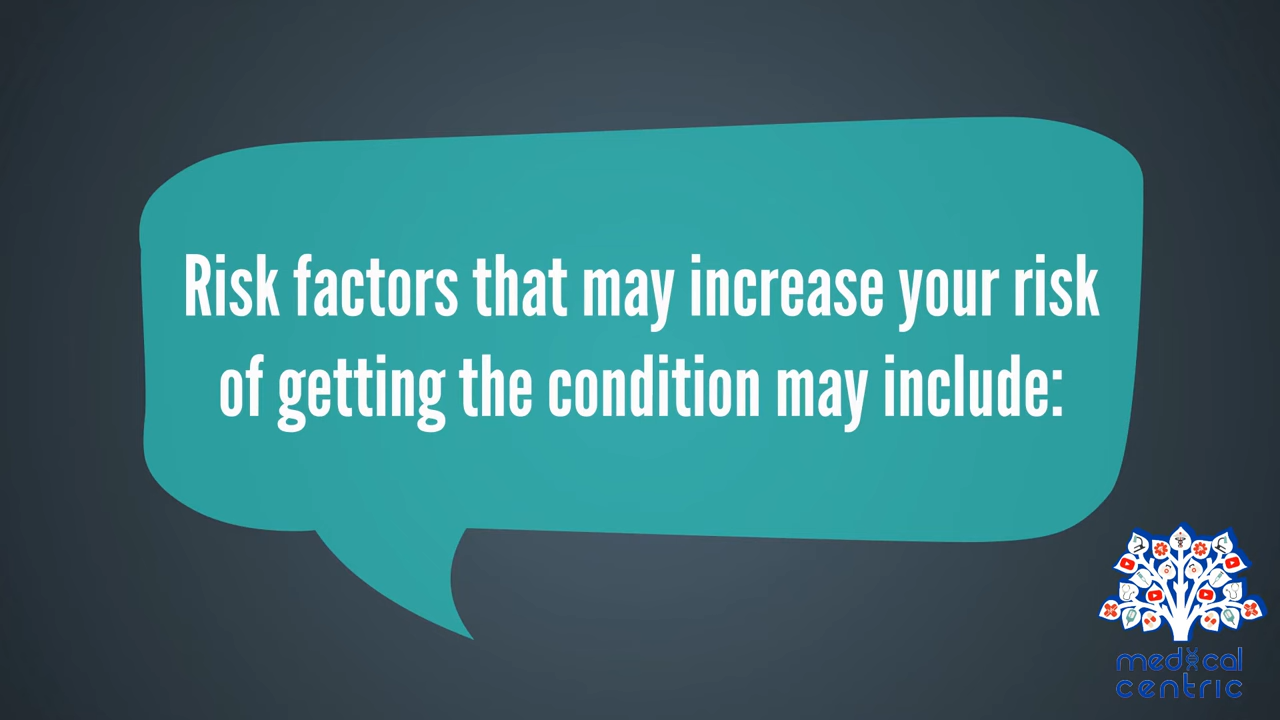 Risk factors that may increase your risk
of getting the condition may include:
medical
centric